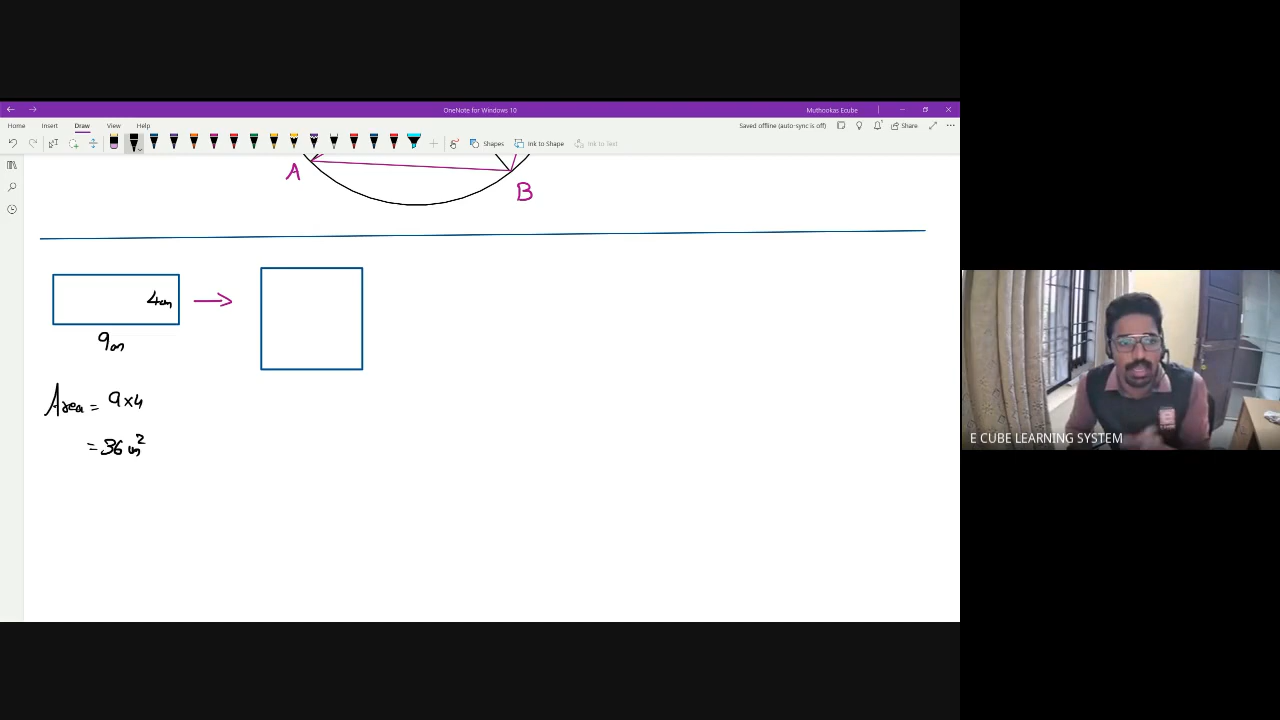 OneNote for Windows 10
Muthookas Ecube
Home Insert Draw View Help
Saved offline (auto-sync is off)
Share
Shapes
Ink to Shape
Ink to Text
A
B
4cm
9cm
Area = 9×4
= 36 cm²
E CUBE LEARNING SYSTEM